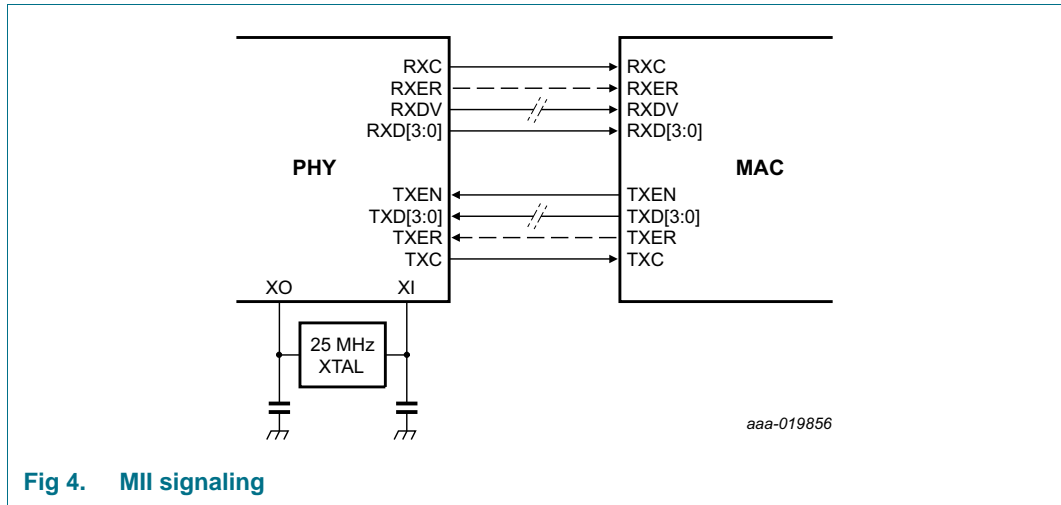 RXC RXC
RXER RXER
RXDV RXDV
RXD[3:0] RXD[3:0]
PHY MAC
TXEN TXEN
TXD[3:0] TXD[3:0]
TXER TXER
TXC TXC
XO XI
25 MHz
XTAL
aaa-019856
Fig 4. MII signaling